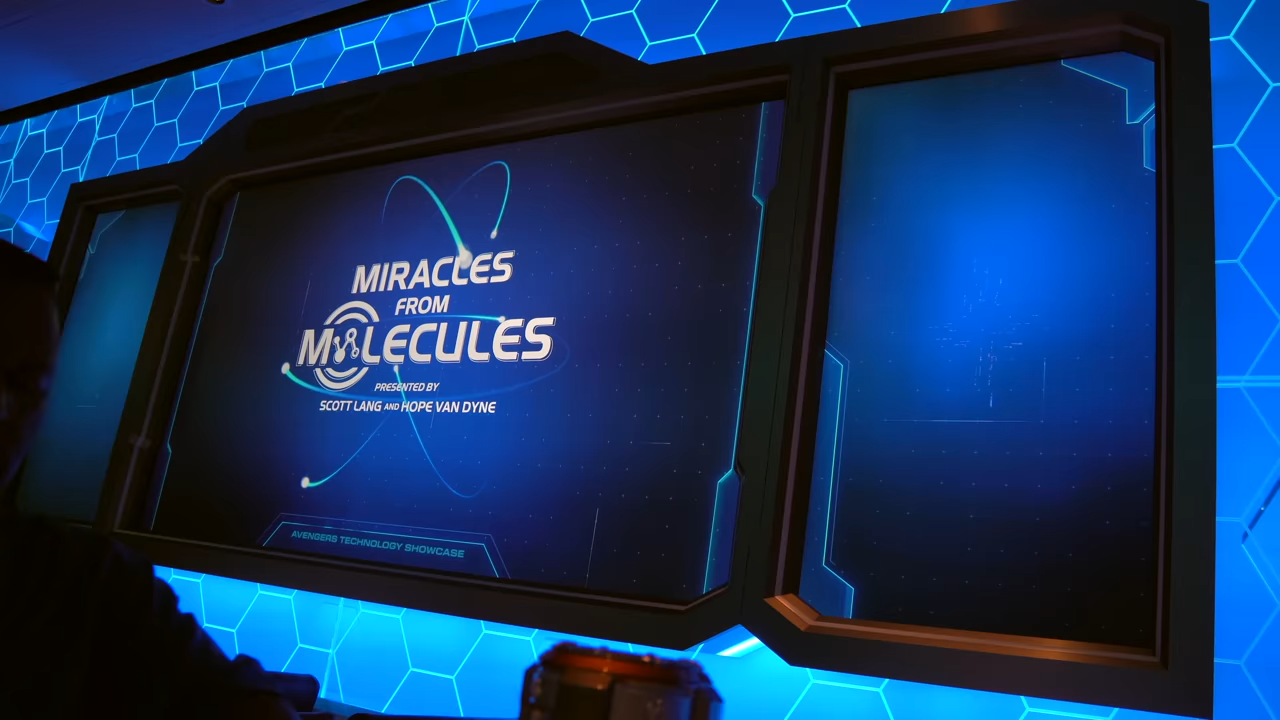 MIRACLES
FROM
MOLECULES
PRESENTED BY
SCOTT LANG AND HOPE VAN DYNE
AVENGERS TECHNOLOGY SHOWCASE